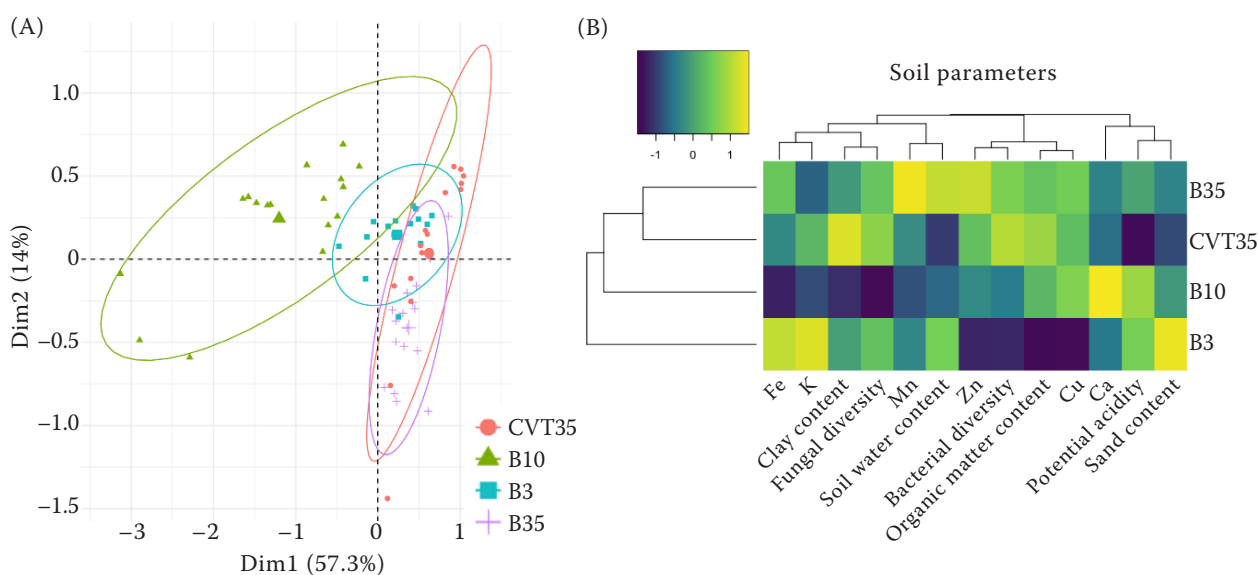 (A)
1.0
0.5
0
−0.5
−1.0
−1.5
Dim2 (14%)
−3
−2
−1
0
1
Dim1 (57.3%)
CVT35
B10
B3
B35
(B)
-1
0
1
Soil parameters
B35
CVT35
B10
B3
Fe
K
Clay content
Fungal diversity
Mn
Soil water content
Zn
Bacterial diversity
Organic matter content
Cu
Ca
Potential acidity
Sand content